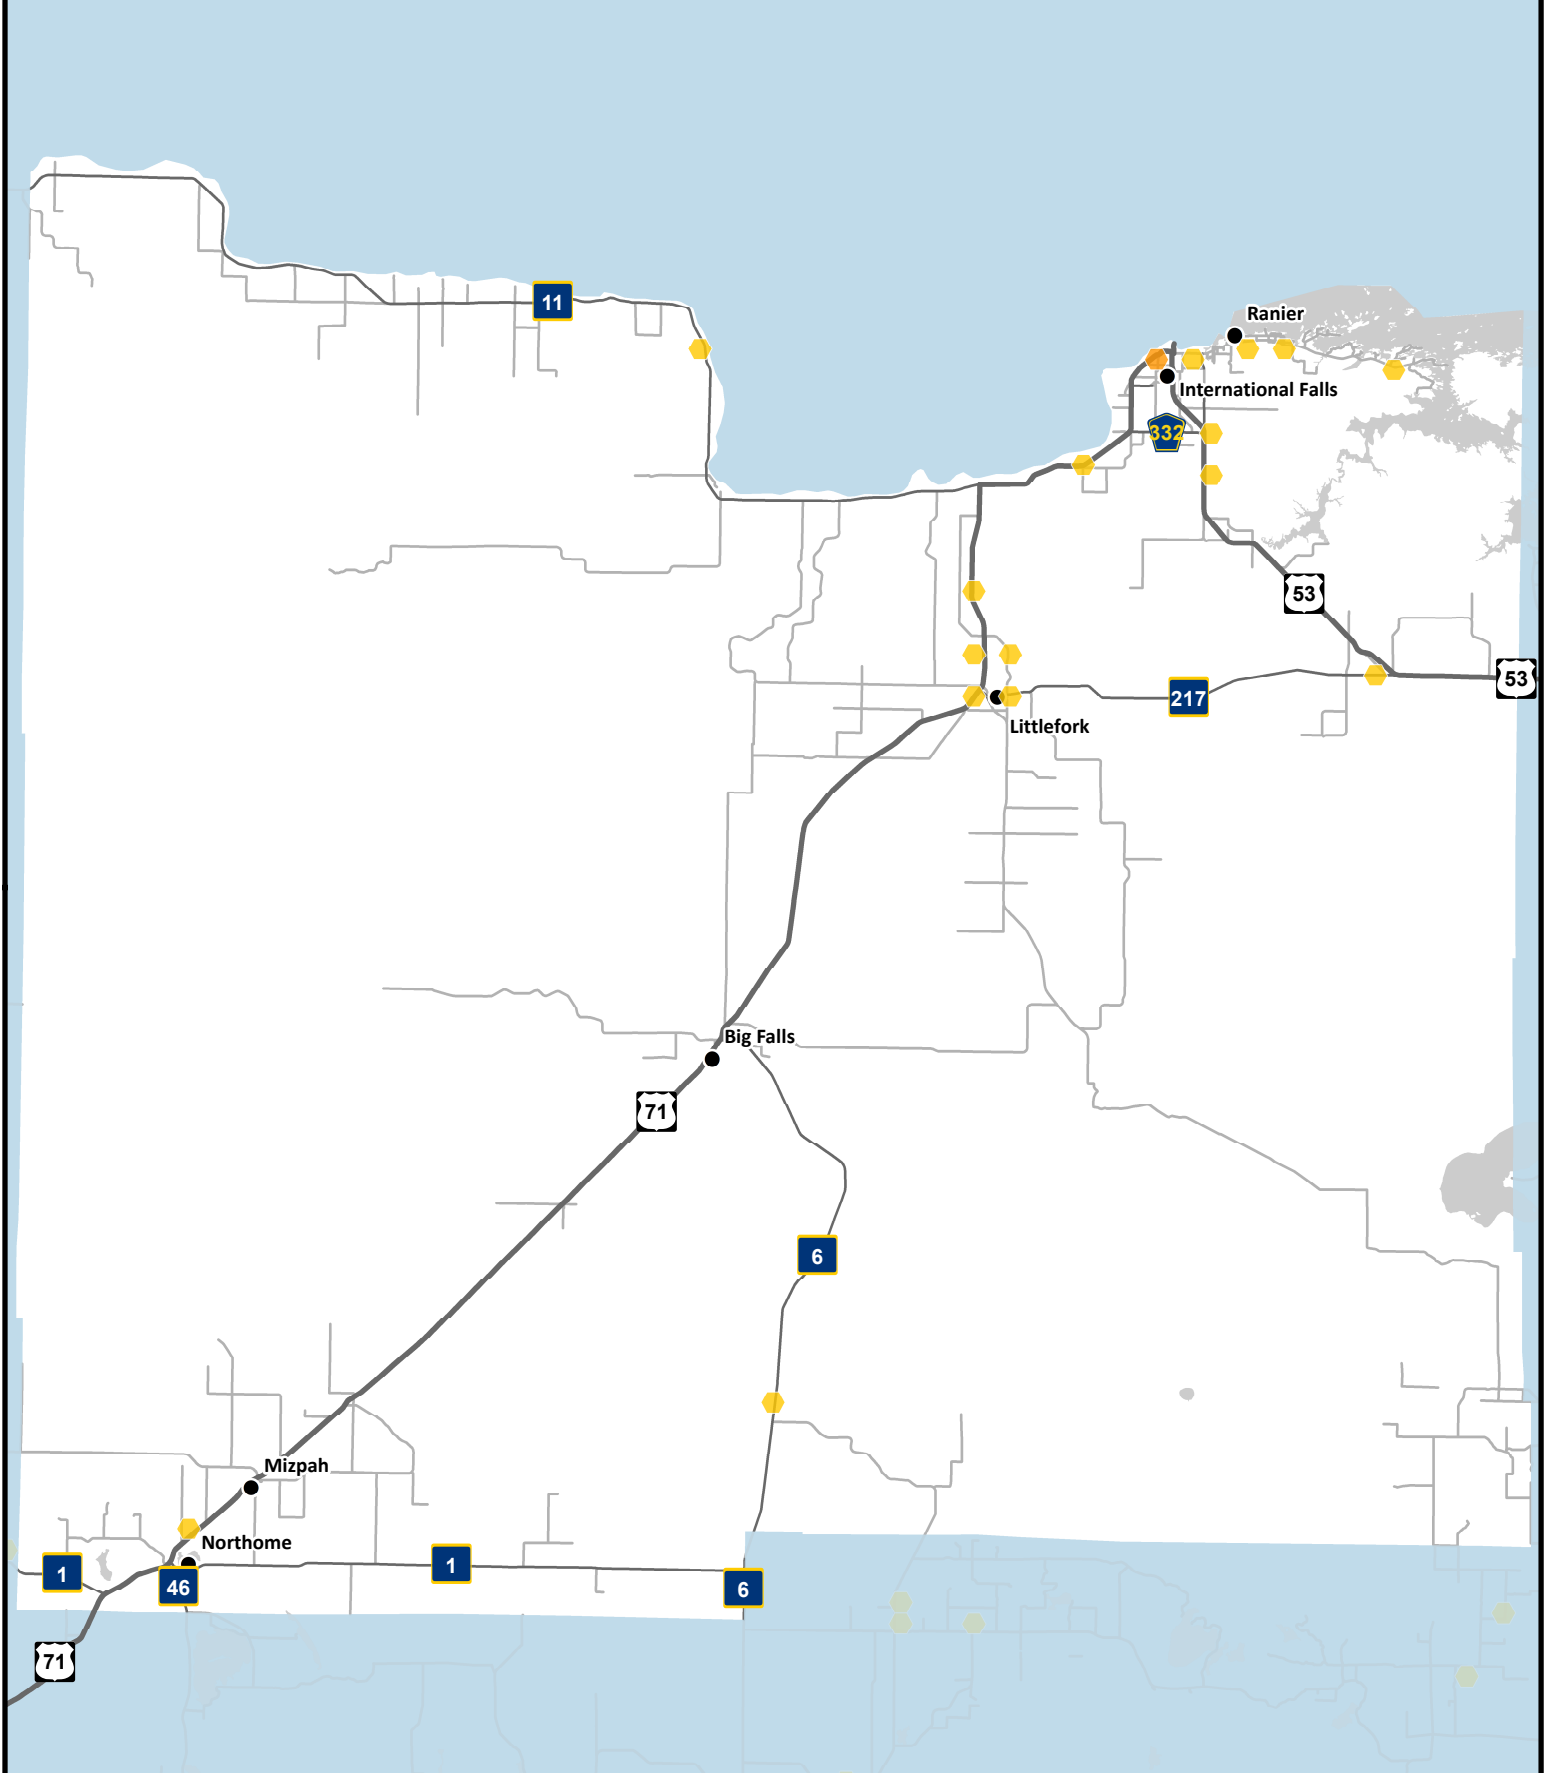 11
Ranier
International Falls
332
53
53
217
Littlefork
Big Falls
71
6
Mizpah
Northome
1
1
46
6
71